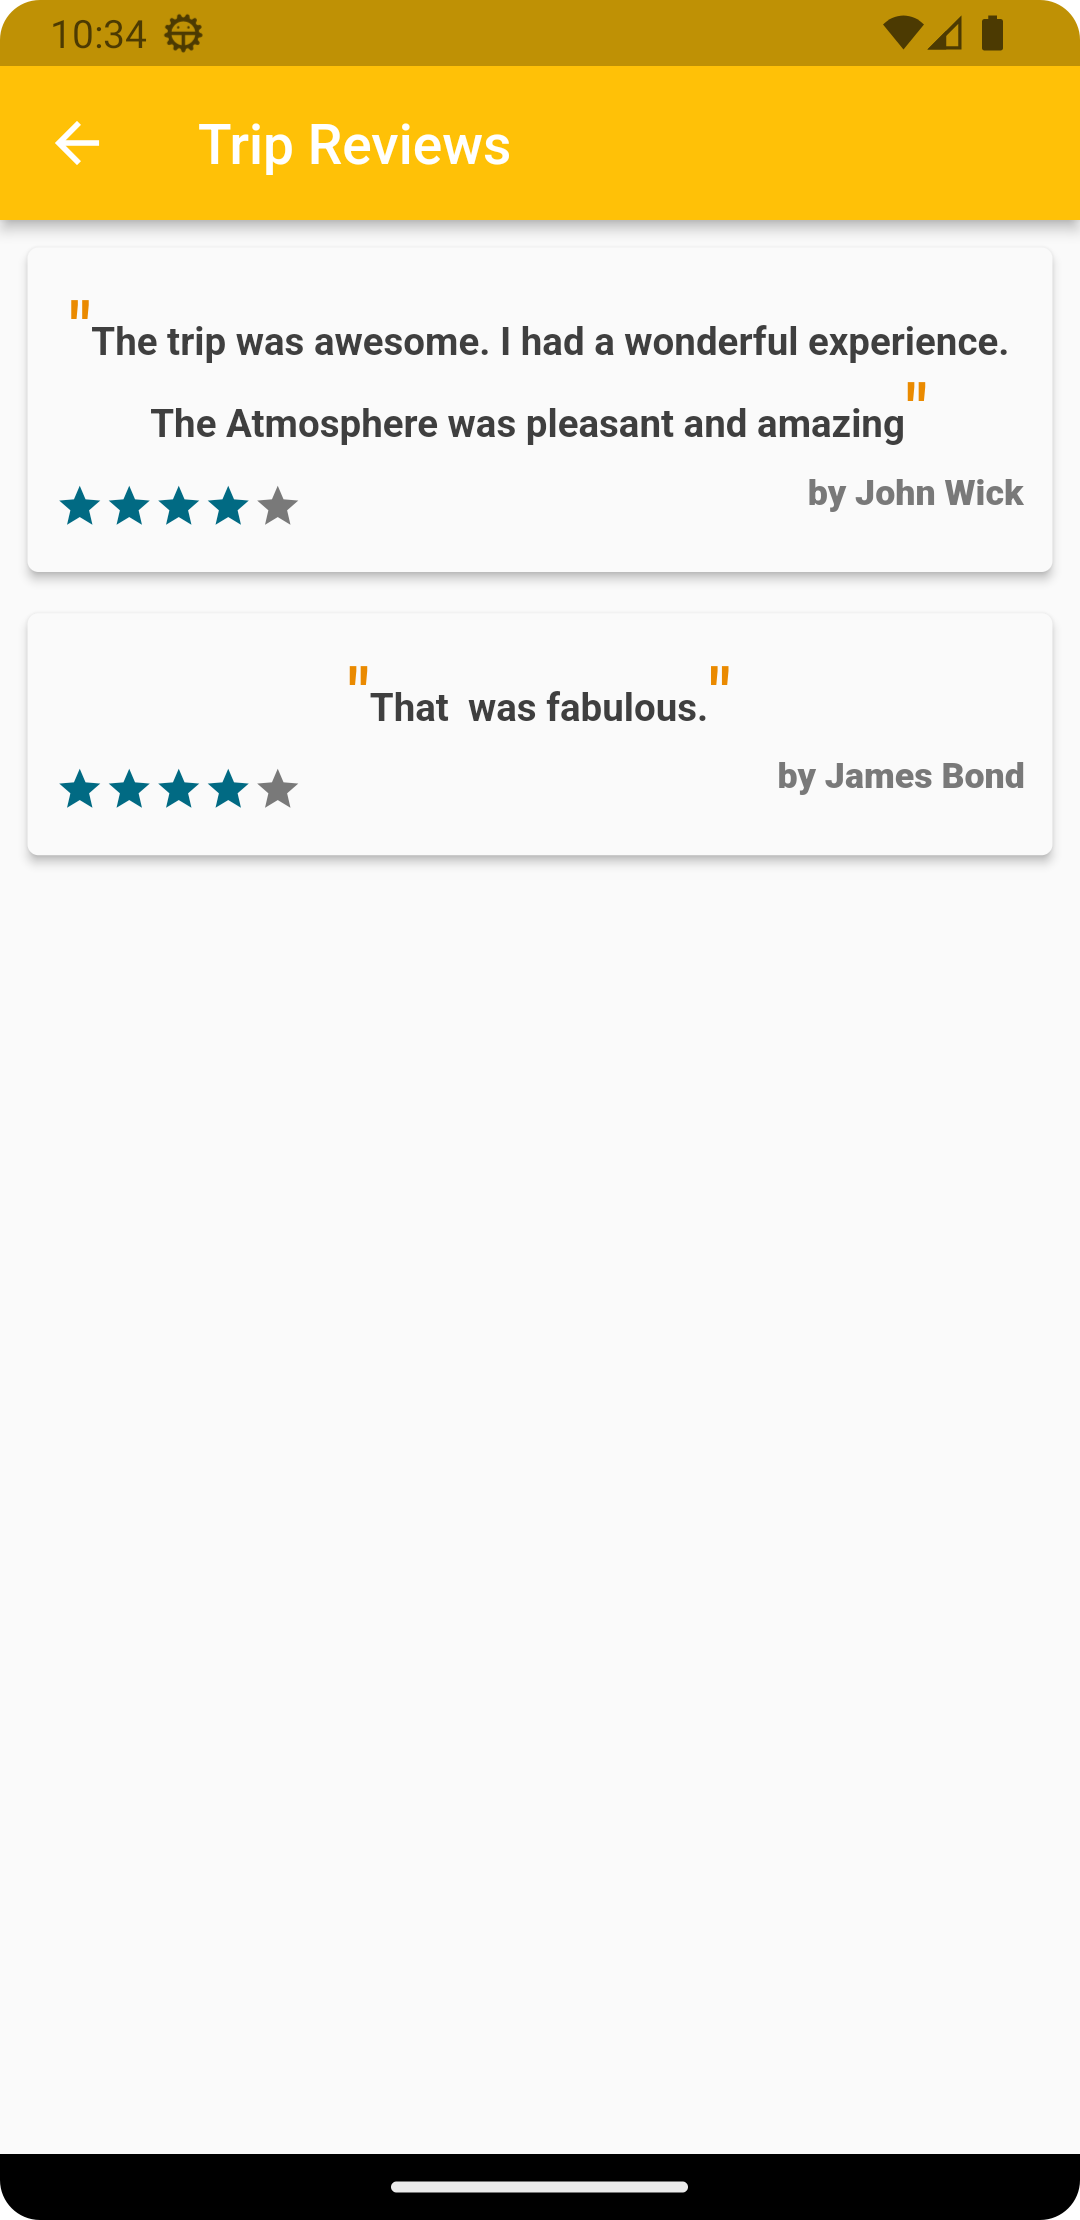 10:34
Trip Reviews
"The trip was awesome. I had a wonderful experience.
The Atmosphere was pleasant and amazing"
by John Wick
"That  was fabulous."
by James Bond